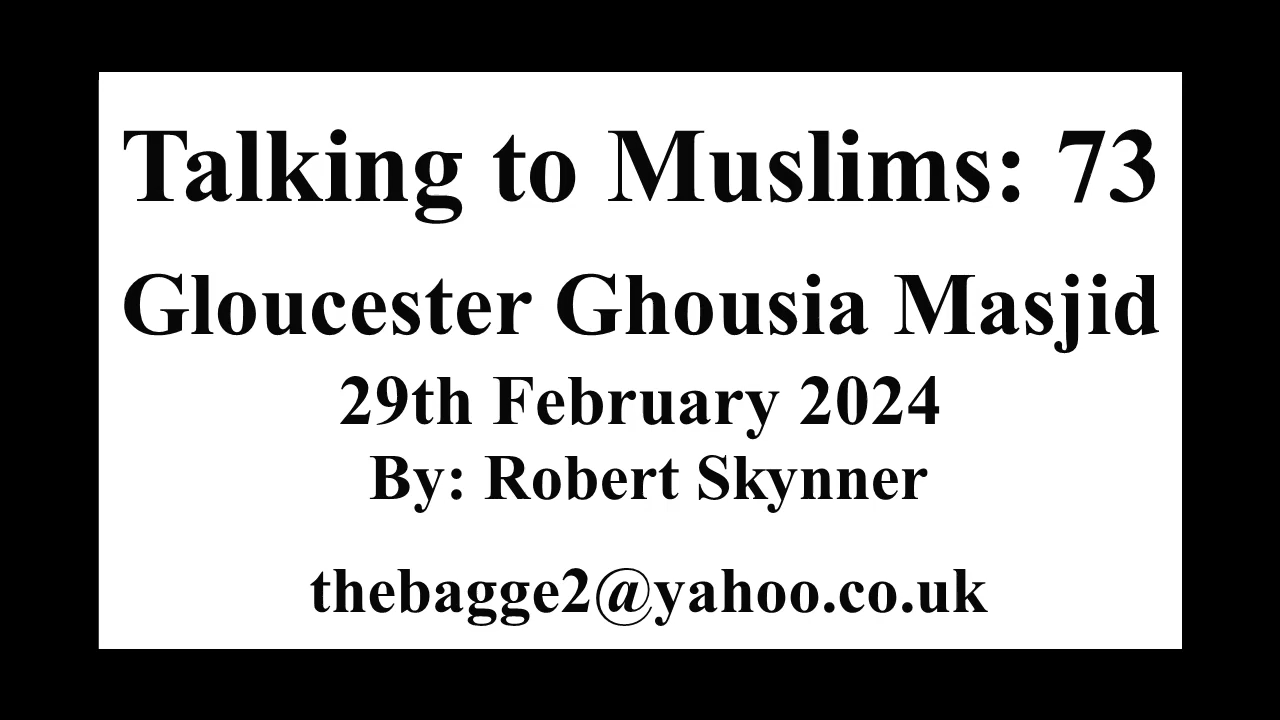 Talking to Muslims: 73
Gloucester Ghousia Masjid
29th February 2024
By: Robert Skynner
thebagge2@yahoo.co.uk